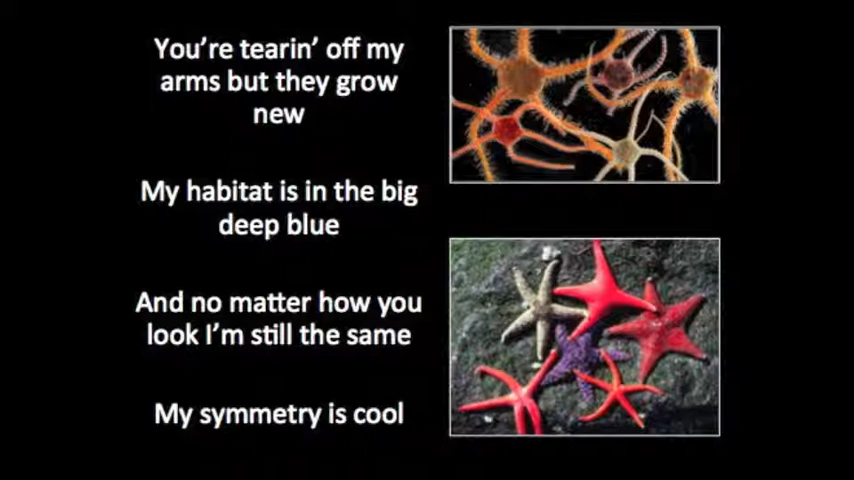 You're tearin' off my
arms but they grow
new
My habitat is in the big
deep blue
And no matter how you
look I'm still the same
My symmetry is cool